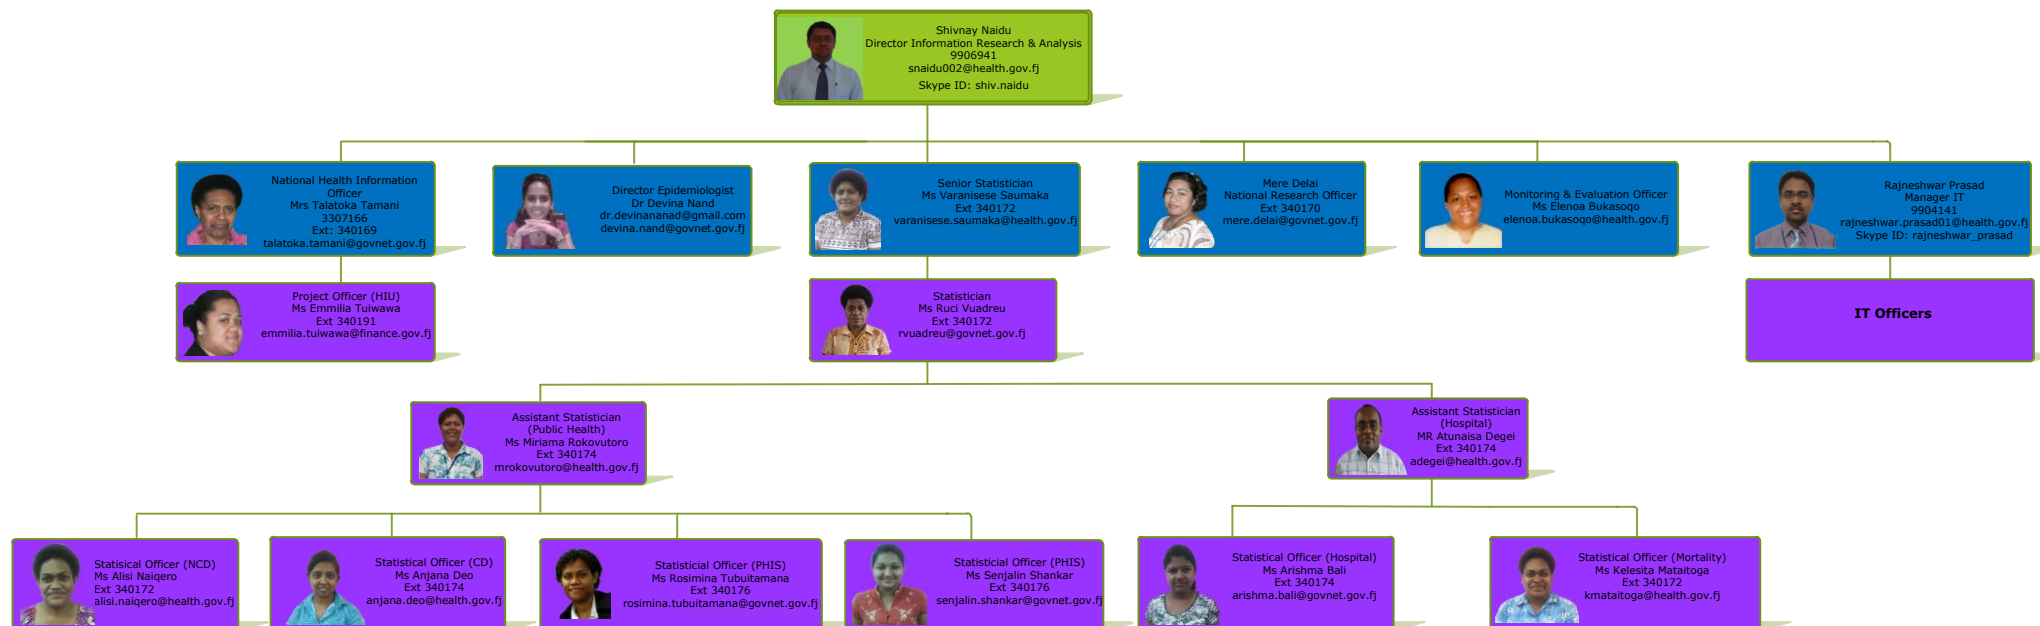 Shivnay Naidu
Director Information Research & Analysis
9906941
snaidu002@health.gov.fj
Skype ID: shiv.naidu
National Health Information
Officer
Mrs Talatoka Tamani
3307166
Ext: 340169
talatoka.tamani@govnet.gov.fj
Director Epidemiologist
Dr Devina Nand
dr.devinananad@gmail.com
devina.nand@govnet.gov.fj
Senior Statistician
Ms Varanisese Saumaka
Ext 340172
varanisese.saumaka@health.gov.fj
Mere Delai
National Research Officer
Ext 340170
mere.delai@govnet.gov.fj
Monitoring & Evaluation Officer
Ms Elenoa Bukasoqo
elenoa.bukasoqo@health.gov.fj
Rajneshwar Prasad
Manager IT
9904141
rajneshwar.prasad01@health.gov.fj
Skype ID: rajneshwar_prasad
Project Officer (HIU)
Ms Emmilia Tuiwawa
Ext 340191
emmilia.tuiwawa@finance.gov.fj
Statistician
Ms Ruci Vuadreu
Ext 340172
rvuadreu@govnet.gov.fj
IT Officers
Assistant Statistician
(Public Health)
Ms Miriama Rokovutoro
Ext 340174
mrokovutoro@health.gov.fj
Assistant Statistician
(Hospital)
MR Atunaisa Degei
Ext 340174
adegei@health.gov.fj
Statisical Officer (NCD)
Ms Alisi Naiqero
Ext 340172
alisi.naiqero@health.gov.fj
Statistical Officer (CD)
Ms Anjana Deo
Ext 340174
anjana.deo@health.gov.fj
Statisticial Officer (PHIS)
Ms Rosimina Tubuitamana
Ext 340176
rosimina.tubuitamana@govnet.gov.fj
Statisticial Officer (PHIS)
Ms Senjalin Shankar
Ext 340176
senjalin.shankar@govnet.gov.fj
Statistical Officer (Hospital)
Ms Arishma Bali
Ext 340174
arishma.bali@govnet.gov.fj
Statistical Officer (Mortality)
Ms Kelesita Mataitoga
Ext 340172
kmataitoga@health.gov.fj